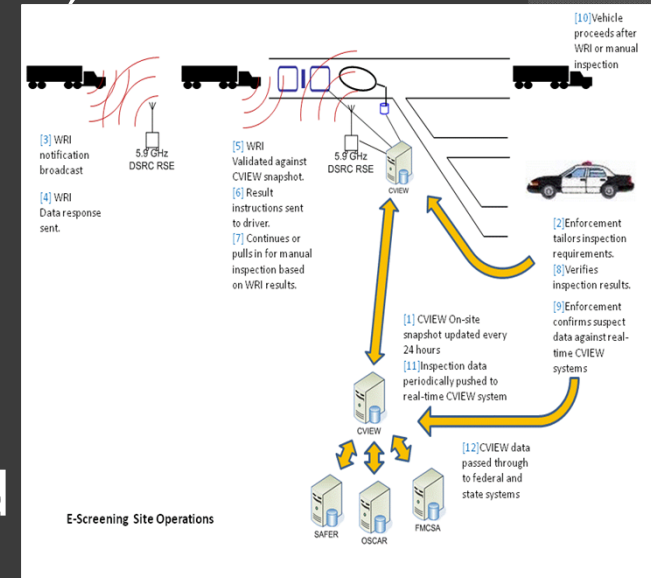 [10]Vehicle
proceeds after
WRI or manual
inspection
[3] WRI
notification
broadcast
[4] WRI
Data response
sent.
5.9 GHz
DSRC RSE
[5] WRI
Validated against
CVIEW snapshot.
[6] Result
instructions sent
to driver.
[7] Continues or
pulls in for manual
inspection based
on WRI results.
5.9 GHz
DSRC RSE
CVIEW
[2]Enforcement
tailors inspection
requirements.
[8]Verifies
inspection results.
[9]Enforcement
confirms suspect
data against real-
time CVIEW
systems
[1] CVIEW On-site
snapshot updated every
24 hours
[11]Inspection data
periodically pushed to
real-time CVIEW system
CVIEW
[12]CVIEW data
passed through
to federal and
state systems
SAFER
OSCAR
FMCSA
E-Screening Site Operations